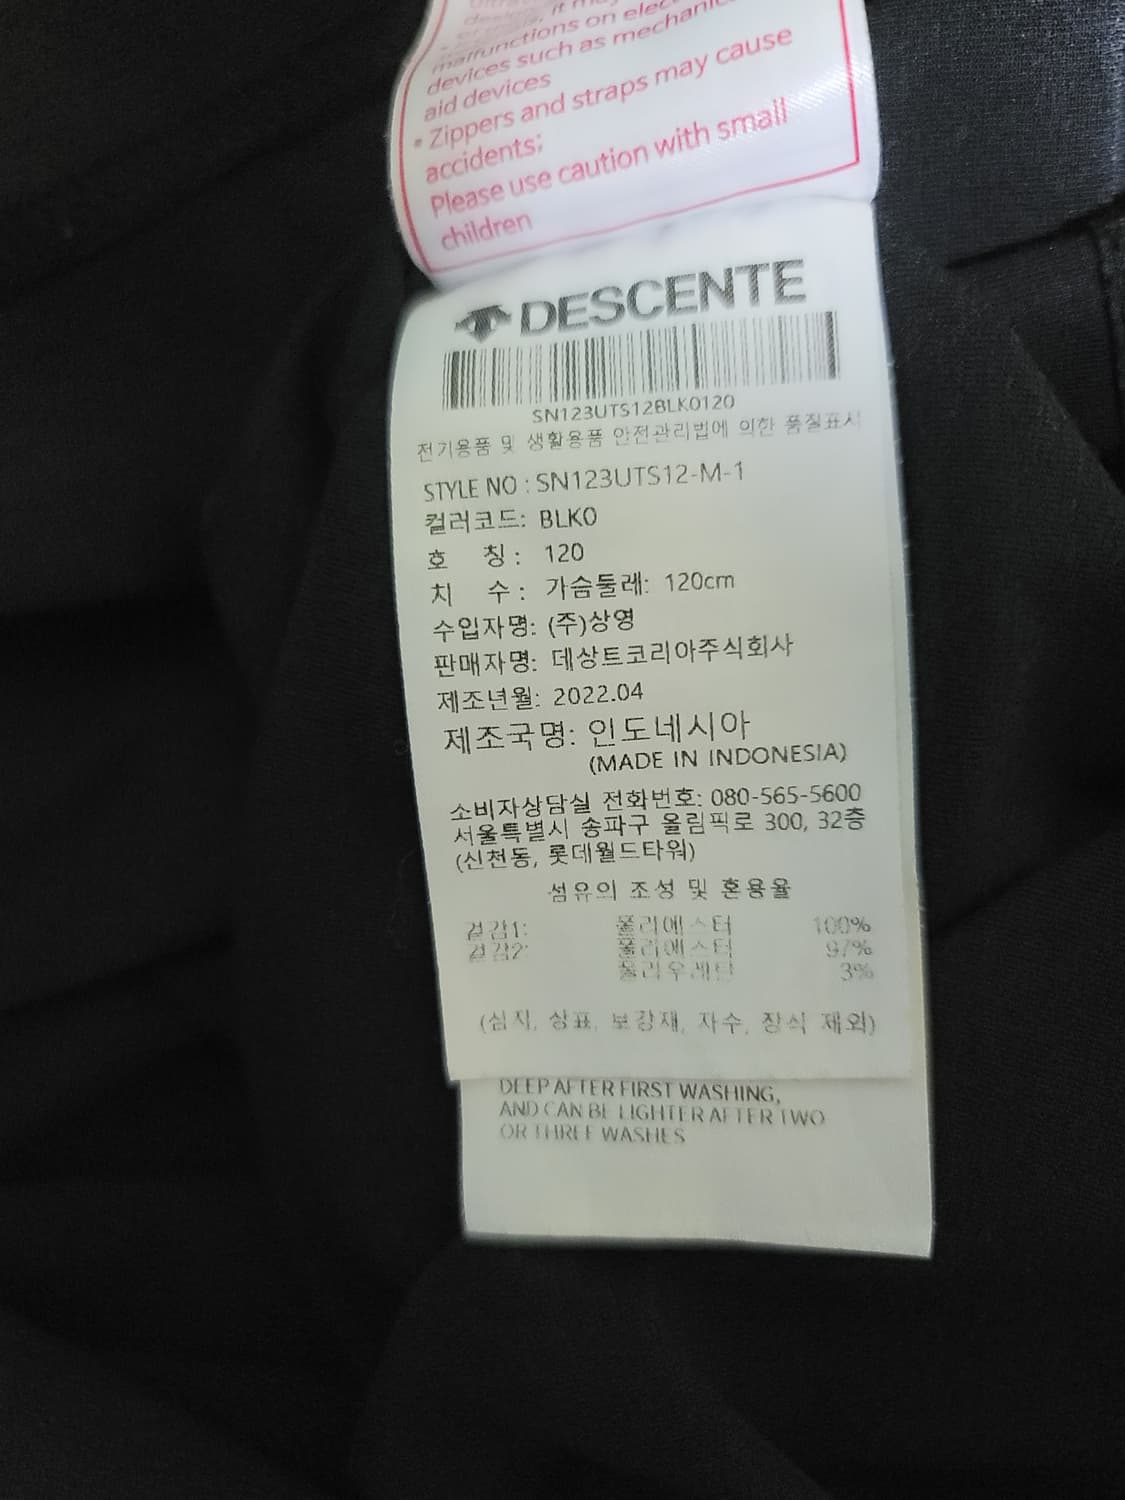 it may
malfunctions on
devices such as mechanical
aid devices
• Zippers and straps may cause
accidents;
Please use caution with small
children
DESCENTE
SN123UTS12BLK0120
전기용품 및 생활용품 안전관리법에 의한 품질표시
STYLE NO : SN123UTS12-M-1
컬러코드: BLK0
호 칭 : 120
치 수 : 가슴둘레: 120cm
수입자명: (주)상영
판매자명: 데상트코리아주식회사
제조년월: 2022.04
제조국명: 인도네시아
(MADE IN INDONESIA)
소비자상담실 전화번호: 080-565-5600
서울특별시 송파구 올림픽로 300, 32층
(신천동, 롯데월드타워)
섬유의 조성 및 혼용율
겉감1: 폴리에스터 100%
겉감2: 폴리에스터 97%
폴리우레탄 3%
(심지, 상표, 보강재, 자수, 장식 제외)
DEEP AFTER FIRST WASHING,
AND CAN BE LIGHTER AFTER TWO
OR THREE WASHES